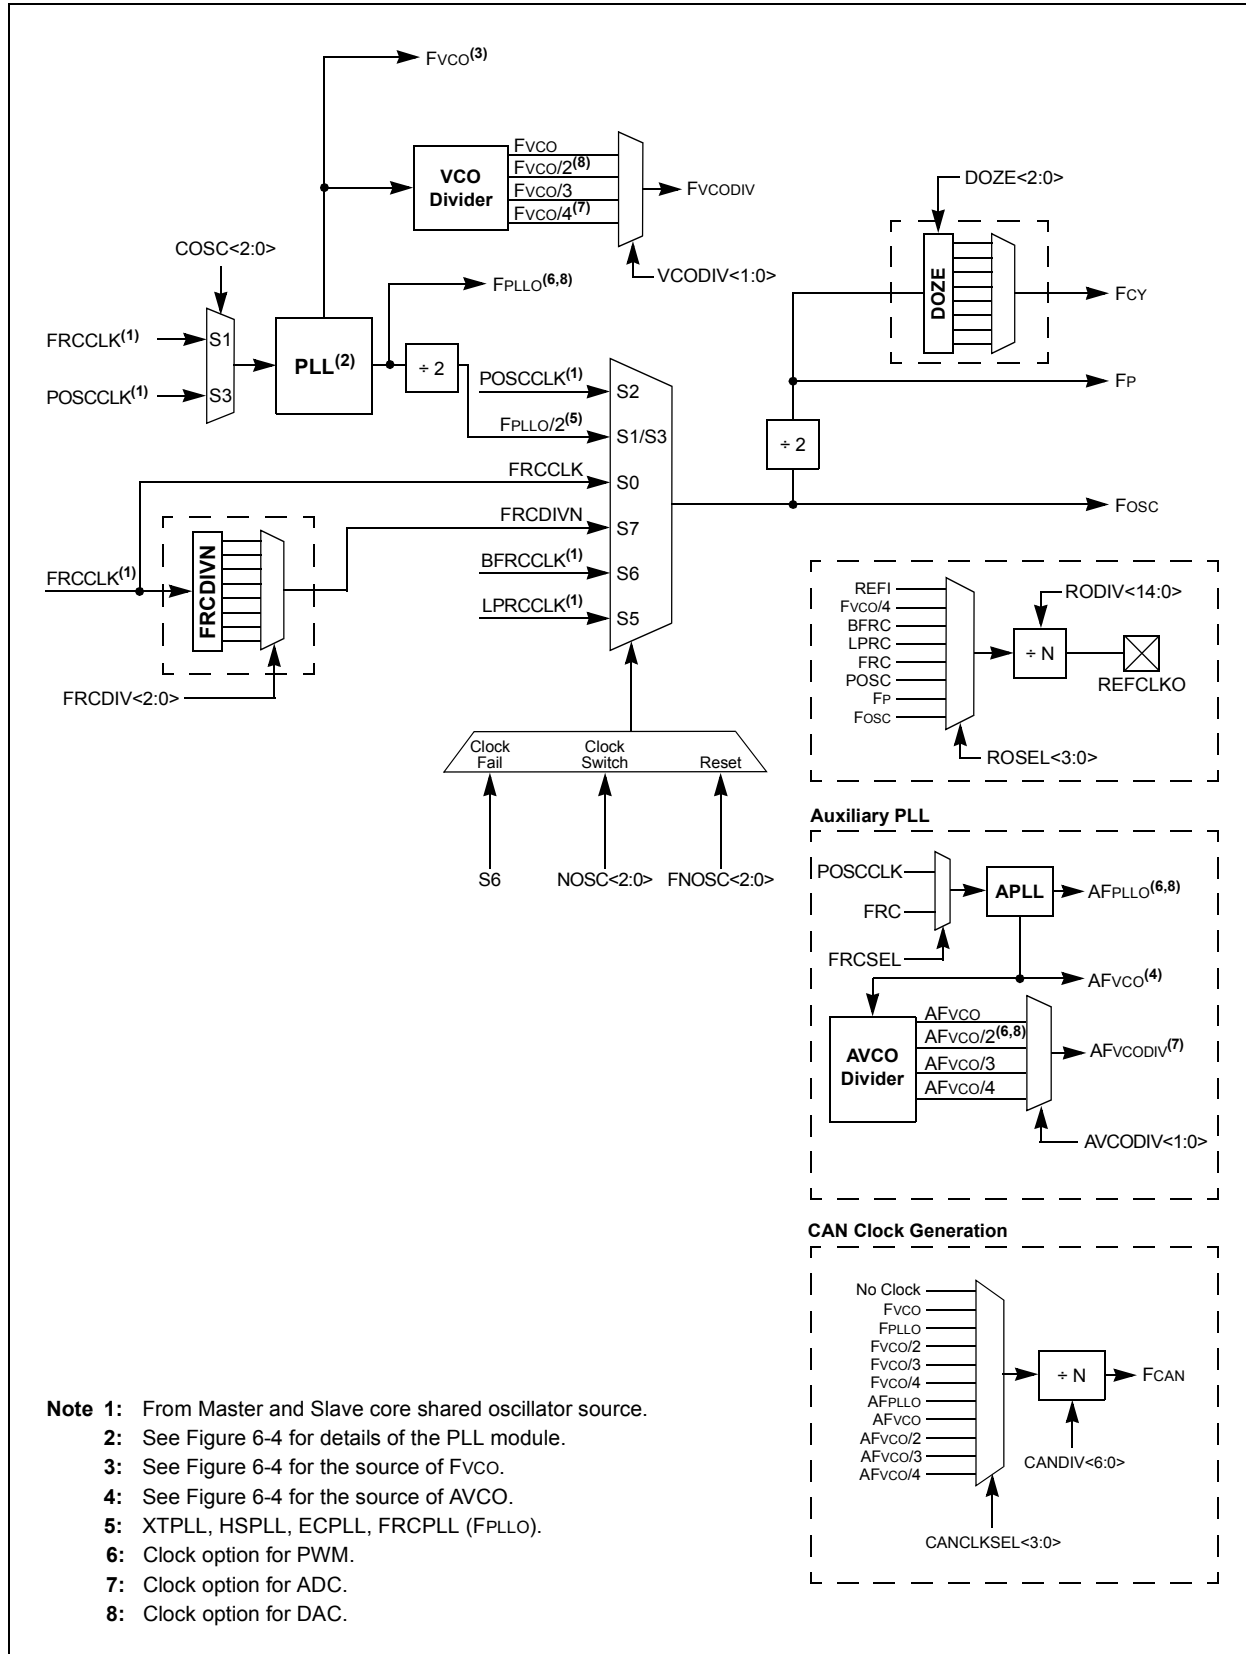 FVCO(3)
VCO
Divider
FVCO
FVCO/2(8)
FVCO/3
FVCO/4(7)
FVCODIV
VCODIV<1:0>
COSC<2:0>
FRCCLK(1)
S1
POSCCLK(1)
S3
PLL(2)
FPLLO(6,8)
÷ 2
POSCCLK(1)
S2
FPLLO/2(5)
S1/S3
FRCCLK
S0
FRCDIVN
S7
BFRCCLK(1)
S6
LPRCCLK(1)
S5
FRCCLK(1)
FRCDIVN
FRCDIV<2:0>
Clock
Fail
Clock
Switch
Reset
S6
NOSC<2:0>
FNOSC<2:0>
DOZE<2:0>
DOZE
FCY
FP
÷ 2
FOSC
REFI
FVCO/4
BFRC
LPRC
FRC
POSC
FP
FOSC
RODIV<14:0>
÷ N
REFCLKO
ROSEL<3:0>
Auxiliary PLL
POSCCLK
FRC
FRCSEL
APLL
AFPLLO(6,8)
AFVCO(4)
AVCO
Divider
AFVCO
AFVCO/2(6,8)
AFVCO/3
AFVCO/4
AFVCODIV(7)
AVCODIV<1:0>
CAN Clock Generation
No Clock
FVCO
FPLLO
FVCO/2
FVCO/3
FVCO/4
AFPLLO
AFVCO
AFVCO/2
AFVCO/3
AFVCO/4
÷ N
FCAN
CANDIV<6:0>
CANCLKSEL<3:0>
Note 1: From Master and Slave core shared oscillator source.
2: See Figure 6-4 for details of the PLL module.
3: See Figure 6-4 for the source of FVCO.
4: See Figure 6-4 for the source of AVCO.
5: XTPLL, HSPLL, ECPLL, FRCPLL (FPLLO).
6: Clock option for PWM.
7: Clock option for ADC.
8: Clock option for DAC.